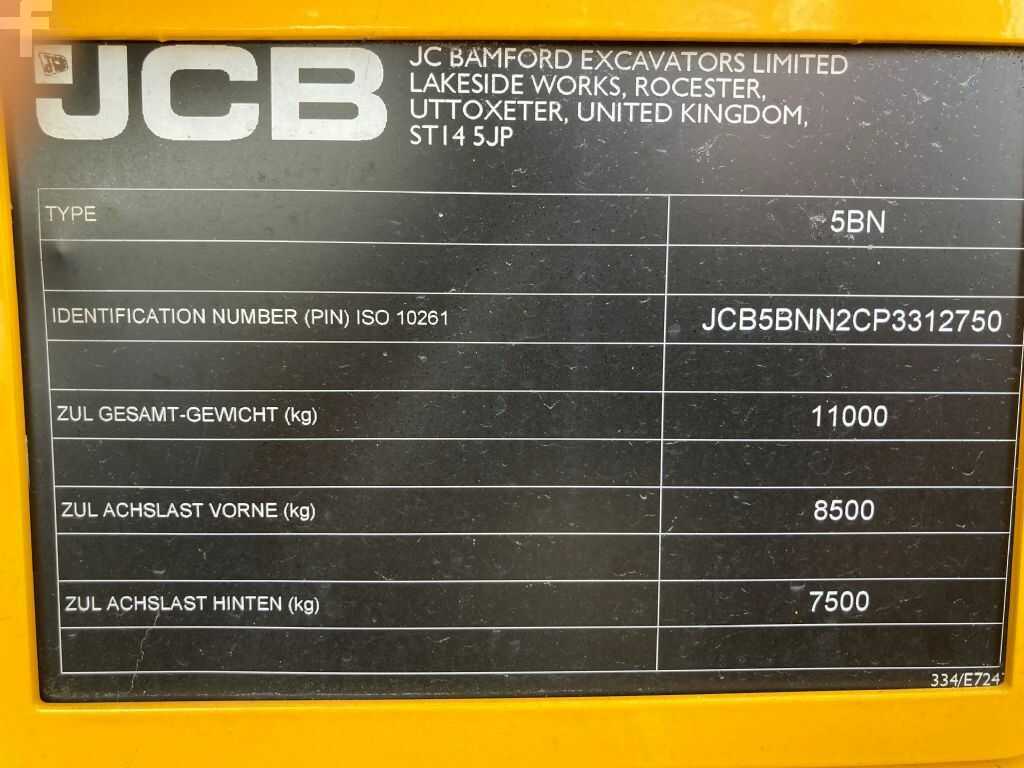 JCB
JC BAMFORD EXCAVATORS LIMITED
LAKESIDE WORKS, ROCESTER,
UTTOXETER, UNITED KINGDOM,
ST14 5JP
TYPE 5BN
IDENTIFICATION NUMBER (PIN) ISO 10261 JCB5BNN2CP3312750
ZUL GESAMT-GEWICHT (kg) 11000
ZUL ACHSLAST VORNE (kg) 8500
ZUL ACHSLAST HINTEN (kg) 7500
334/E724